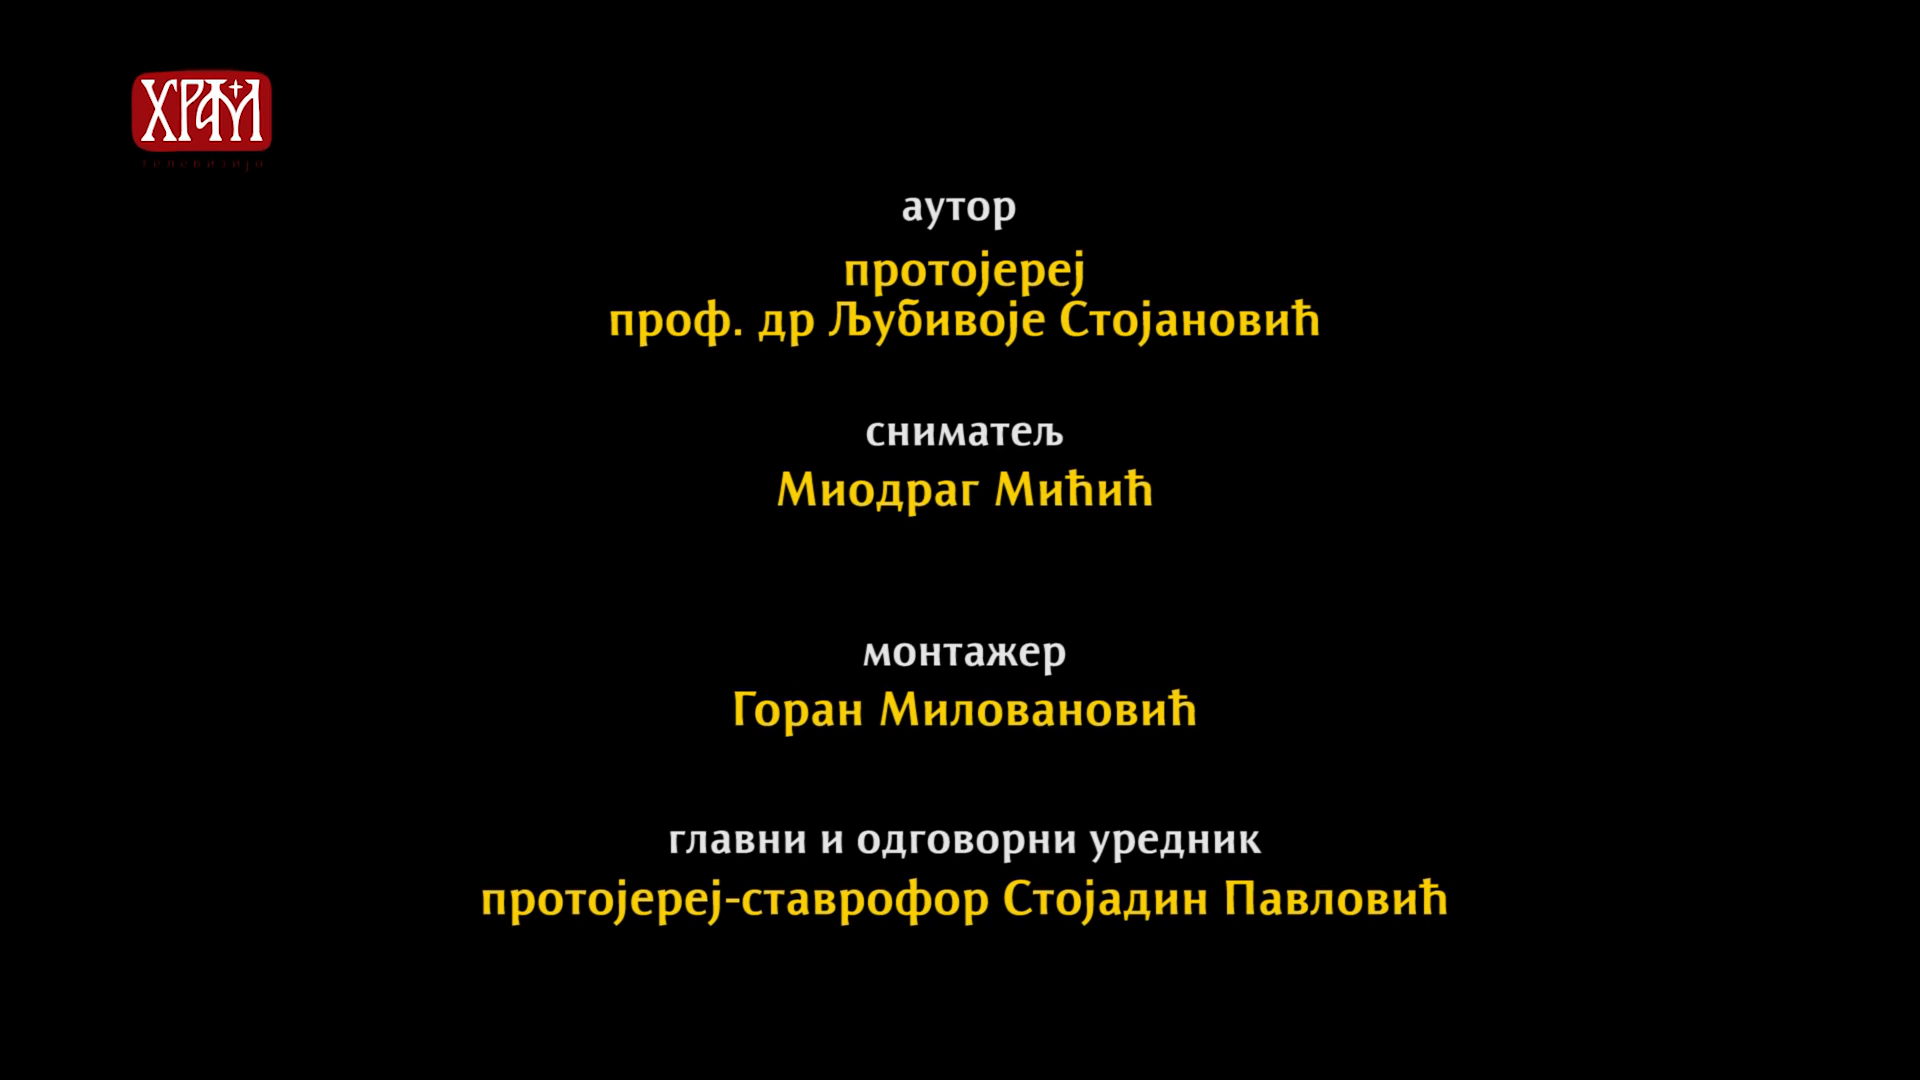 ХРАМ
телевизија
аутор
протојереј
проф. др Љубивоје Стојановић
сниматељ
Миодраг Мићић
монтажер
Горан Миловановић
главни и одговорни уредник
протојереј-ставрофор Стојадин Павловић